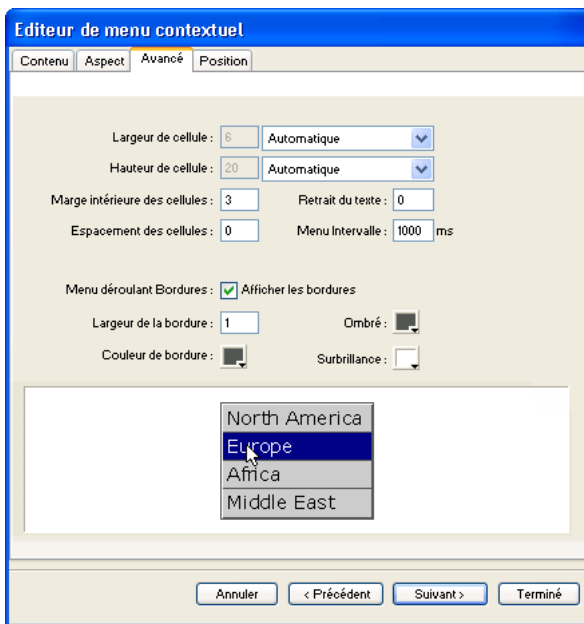 Editeur de menu contextuel
Contenu Aspect Avancé Position
Largeur de cellule : 6 Automatique
Hauteur de cellule : 20 Automatique
Marge intérieure des cellules : 3 Retrait du texte : 0
Espacement des cellules : 0 Menu Intervalle : 1000 ms
Menu déroulant Bordures : Afficher les bordures
Largeur de la bordure : 1 Ombré :
Couleur de bordure : Surbrillance :
North America
Europe
Africa
Middle East
Annuler < Précédent Suivant > Terminé